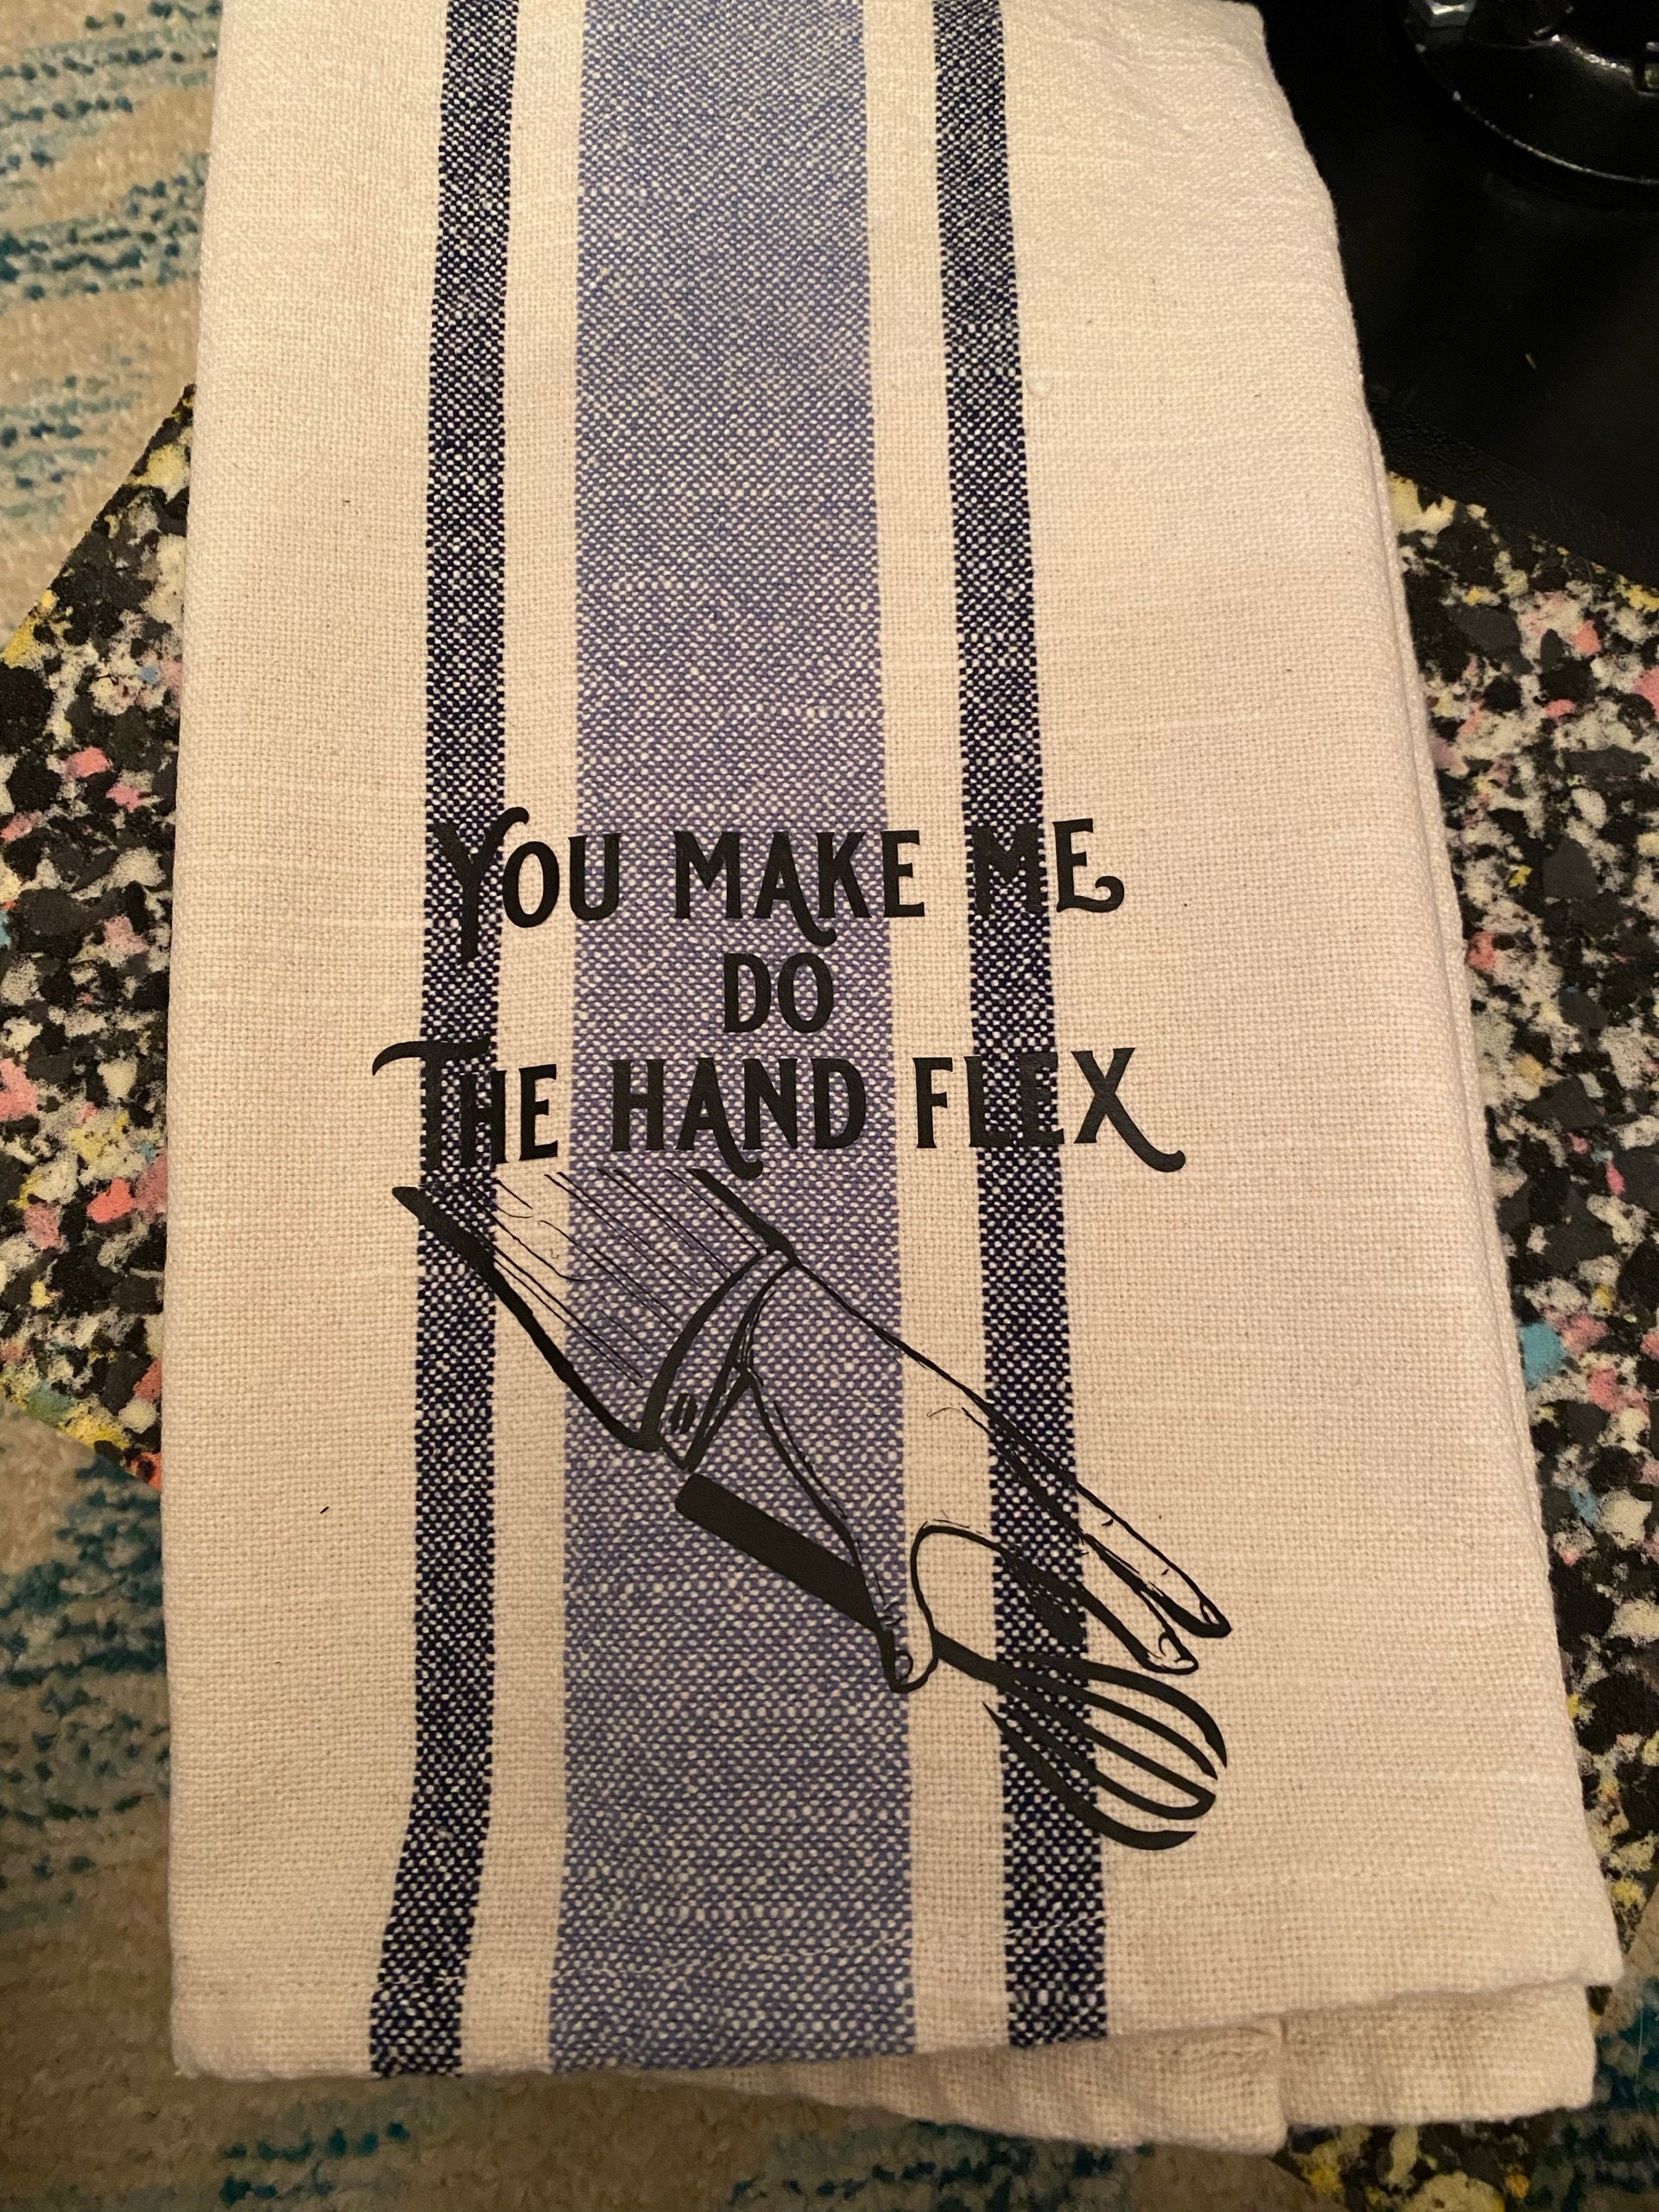 You make me
do
The hand flex